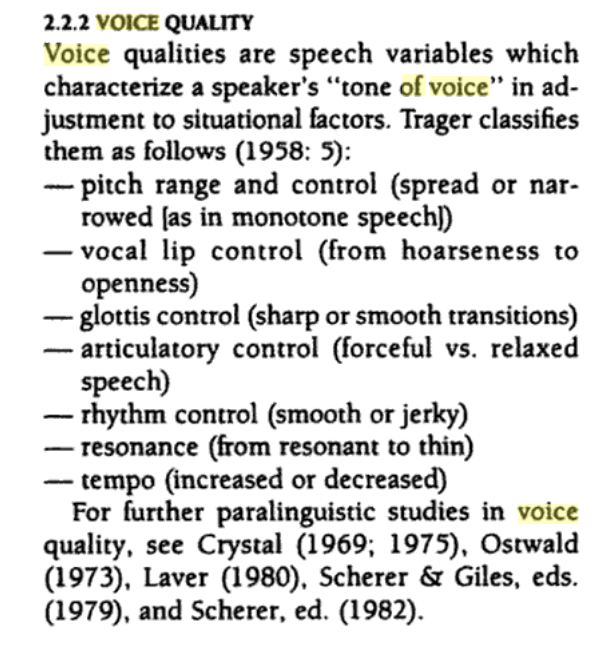 2.2.2 VOICE QUALITY
Voice qualities are speech variables which
characterize a speaker's “tone of voice” in ad-
justment to situational factors. Trager classifies
them as follows (1958: 5):
— pitch range and control (spread or nar-
rowed [as in monotone speech])
— vocal lip control (from hoarseness to
openness)
— glottis control (sharp or smooth transitions)
— articulatory control (forceful vs. relaxed
speech)
— rhythm control (smooth or jerky)
— resonance (from resonant to thin)
— tempo (increased or decreased)
For further paralinguistic studies in voice
quality, see Crystal (1969; 1975), Ostwald
(1973), Laver (1980), Scherer & Giles, eds.
(1979), and Scherer, ed. (1982).